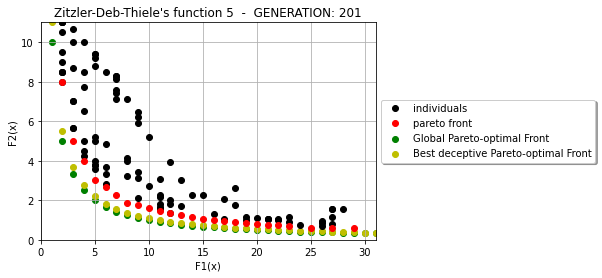 Zitzler-Deb-Thiele's function 5 - GENERATION: 201
10
8
6
4
2
0
F2(x)
0 5 10 15 20 25 30
F1(x)
individuals
pareto front
Global Pareto-optimal Front
Best deceptive Pareto-optimal Front